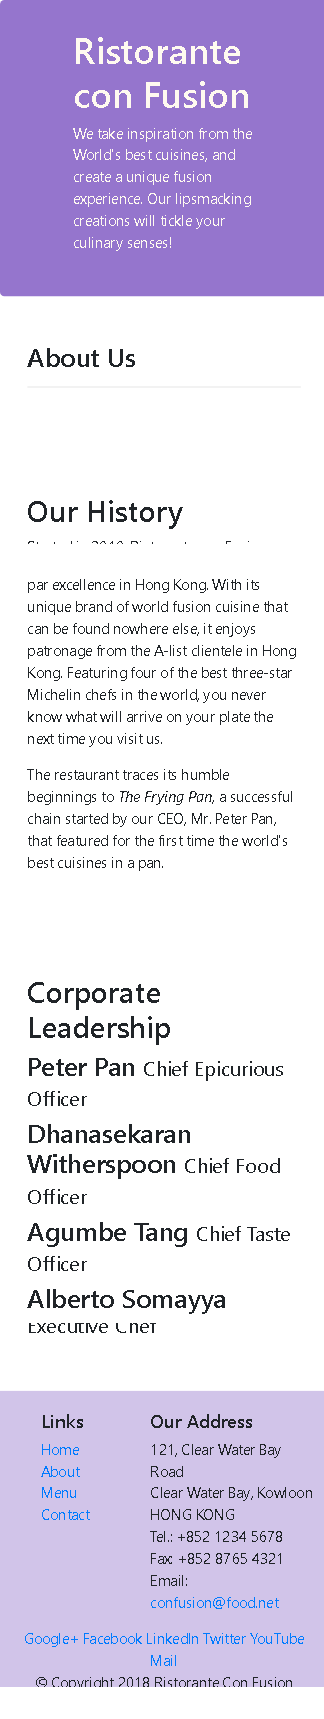 Ristorante
con Fusion
We take inspiration from the
World's best cuisines, and
create a unique fusion
experience. Our lipsmacking
creations will tickle your
culinary senses!
About Us
Our History
par excellence in Hong Kong. With its
unique brand of world fusion cuisine that
can be found nowhere else, it enjoys
patronage from the A-list clientele in Hong
Kong. Featuring four of the best three-star
Michelin chefs in the world, you never
know what will arrive on your plate the
next time you visit us.
The restaurant traces its humble
beginnings to The Frying Pan, a successful
chain started by our CEO, Mr. Peter Pan,
that featured for the first time the world's
best cuisines in a pan.
Corporate
Leadership
Peter Pan Chief Epicurious
Officer
Dhanasekaran
Witherspoon Chief Food
Officer
Agumbe Tang Chief Taste
Officer
Alberto Somayya
Executive Chef
Links
Home
About
Menu
Contact
Our Address
121, Clear Water Bay
Road
Clear Water Bay, Kowloon
HONG KONG
Tel.: +852 1234 5678
Fax: +852 8765 4321
Email:
confusion@food.net
Google+ Facebook LinkedIn Twitter YouTube
Mail
© Copyright 2018 Ristorante Con Fusion